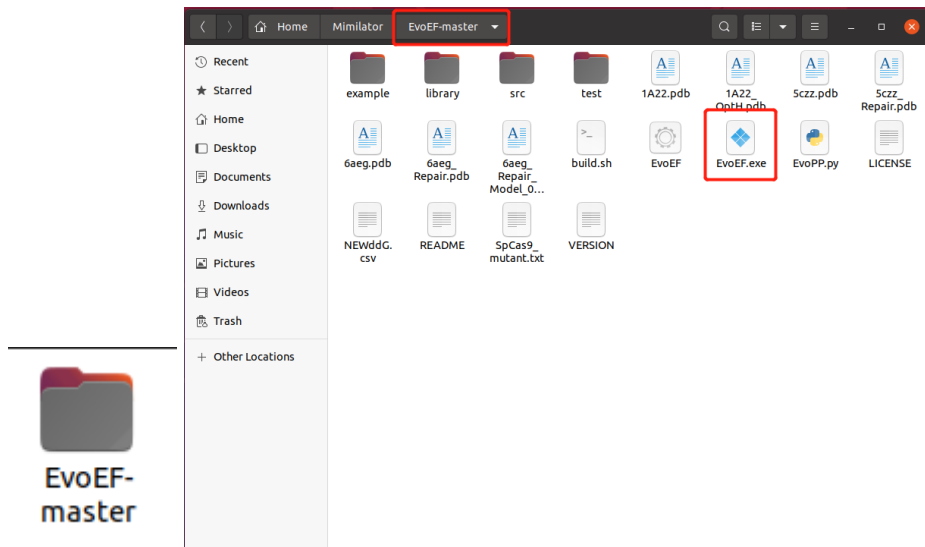 Home
Mimilator
EvoEF-master
Recent
Starred
Home
Desktop
Documents
Downloads
Music
Pictures
Videos
Trash
Other Locations
example
library
src
test
1A22.pdb
1A22_
OptH.pdb
5czz.pdb
5czz_
Repair.pdb
6aeg.pdb
6aeg_
Repair.pdb
6aeg_
Repair_
Model_0...
build.sh
EvoEF
EvoEF.exe
EvoPP.py
LICENSE
NEWddG.
csv
README
SpCas9_
mutant.txt
VERSION
EvoEF-
master